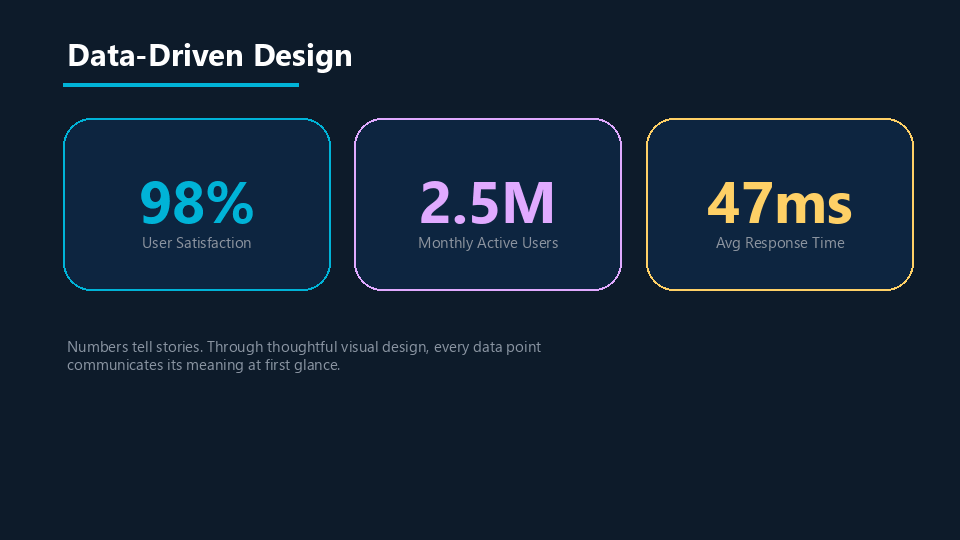 Data-Driven Design
98%
User Satisfaction
2.5M
Monthly Active Users
47ms
Avg Response Time
Numbers tell stories. Through thoughtful visual design, every data point
communicates its meaning at first glance.